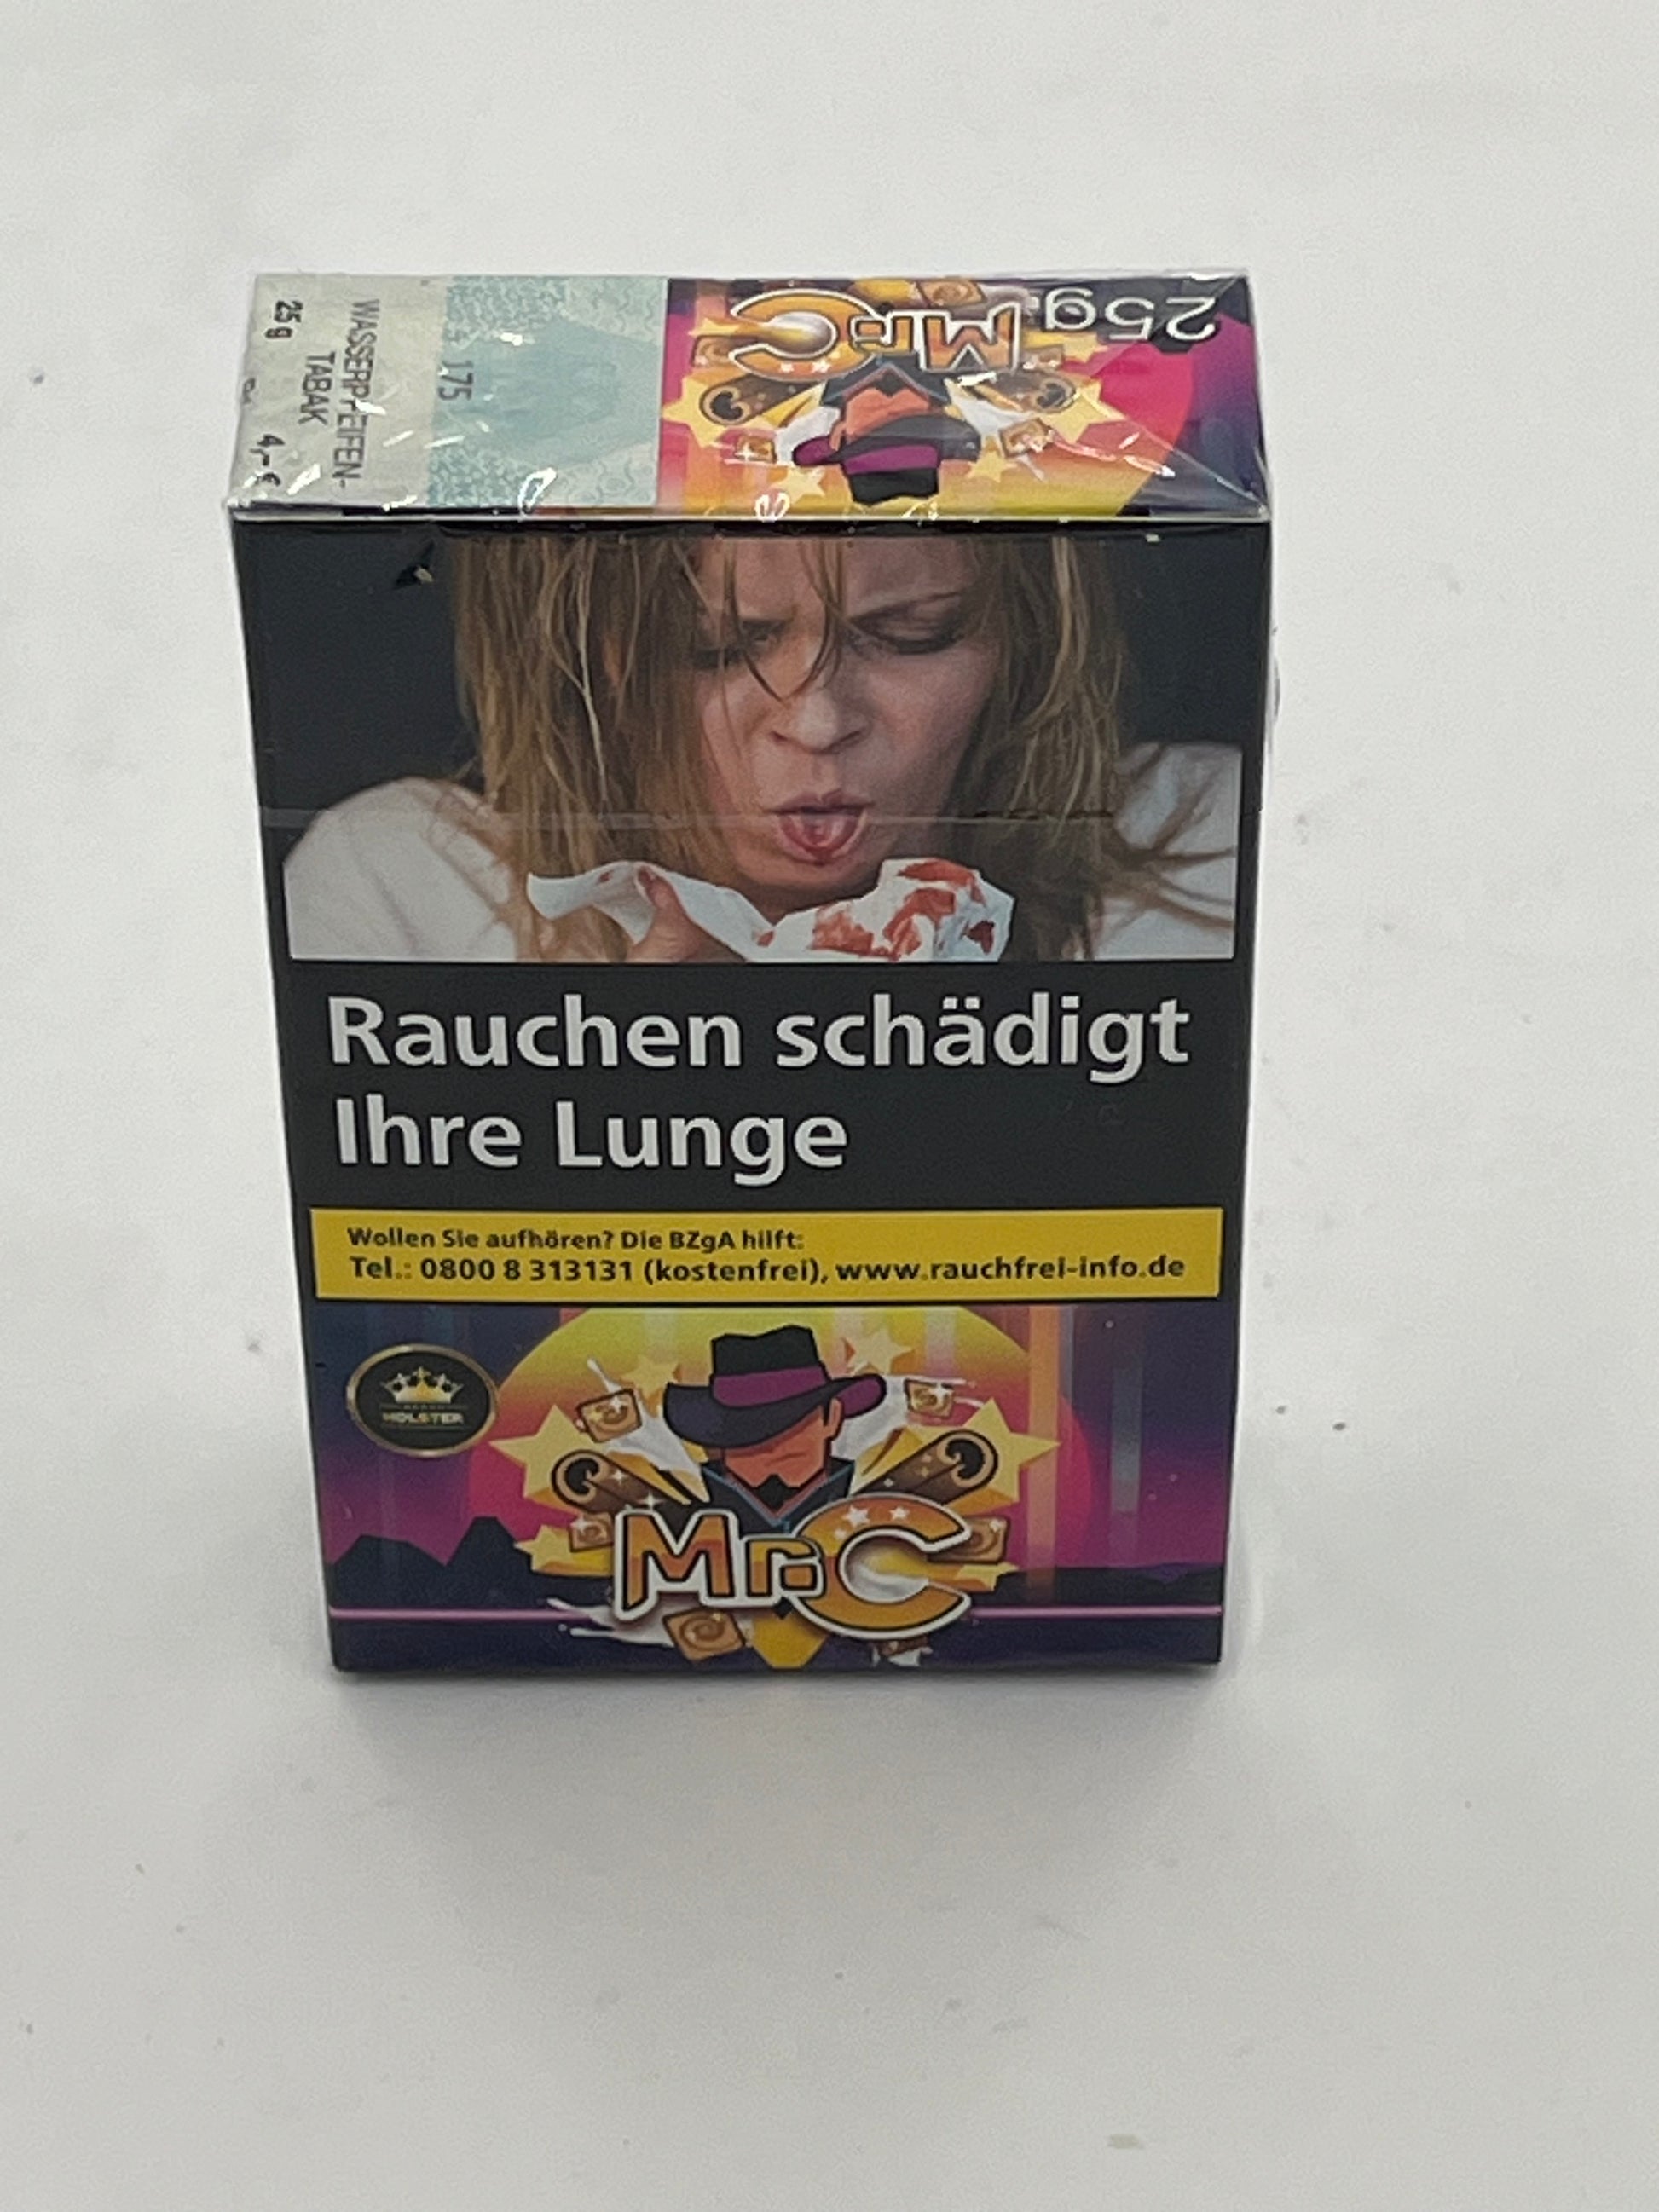 25 g 4,-€
WASSERPFEIFEN-
TABAK
175
25g
Mr.C
Rauchen schädigt
Ihre Lunge
Wollen Sie aufhören? Die BZgA hilft:
Tel.: 0800 8 313131 (kostenfrei), www.rauchfrei-info.de
HOLSTER
Mr.C